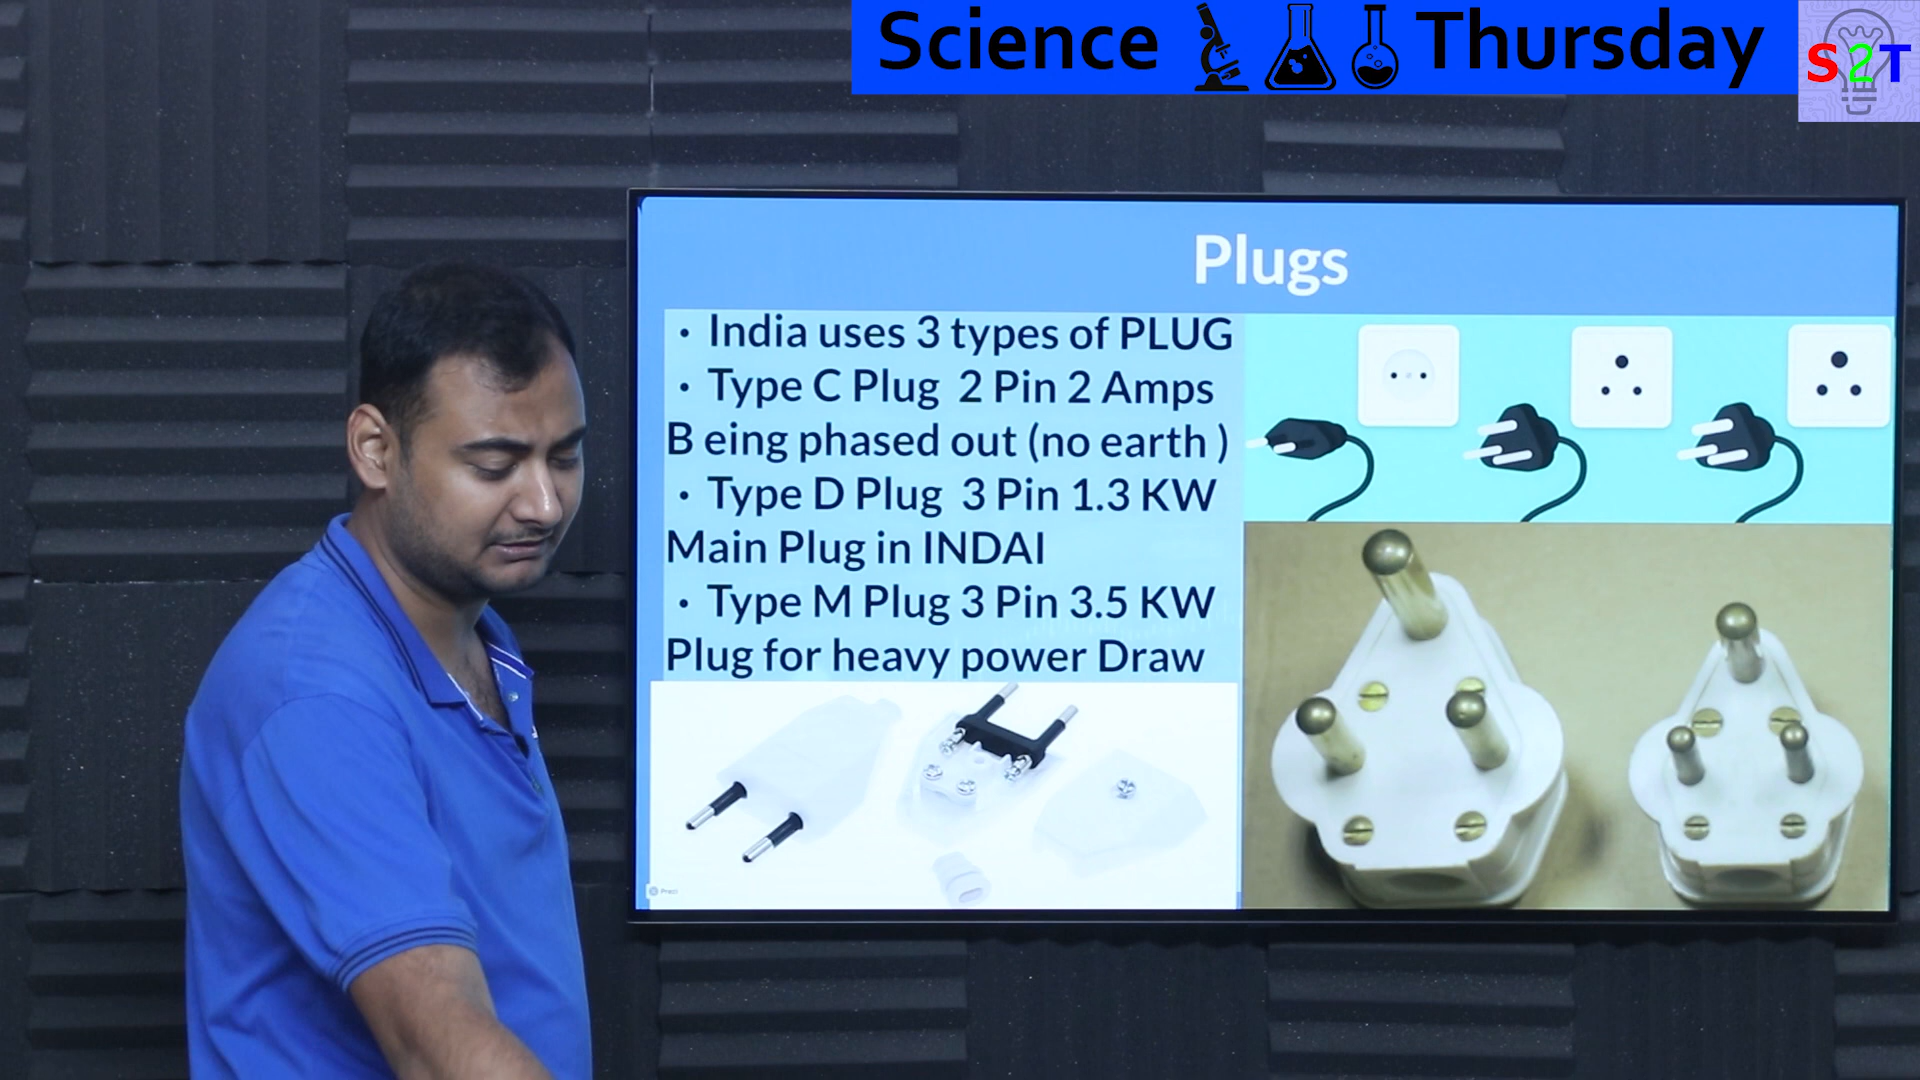 Science Thursday
S2T
Plugs
• India uses 3 types of PLUG
• Type C Plug 2 Pin 2 Amps
B eing phased out (no earth )
• Type D Plug 3 Pin 1.3 KW
Main Plug in INDAI
• Type M Plug 3 Pin 3.5 KW
Plug for heavy power Draw
Prezi